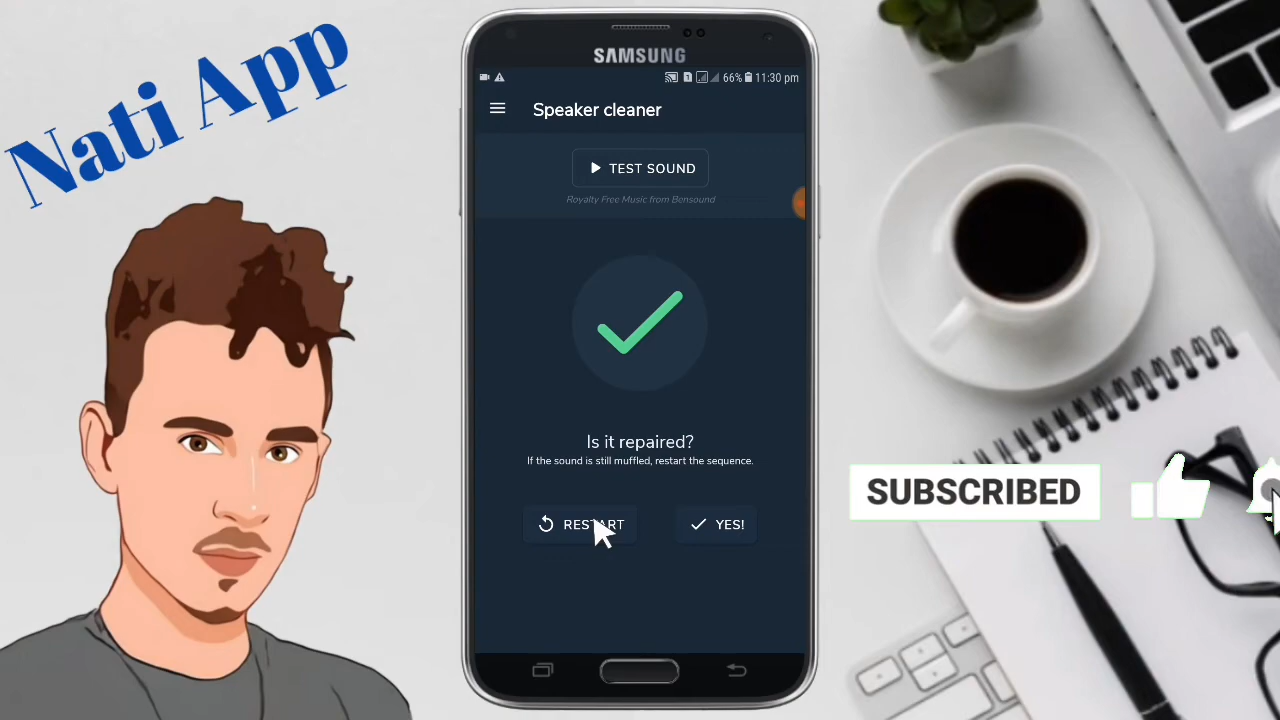 Nati App
SAMSUNG
66% 11:30 pm
Speaker cleaner
TEST SOUND
Royalty Free Music from Bensound
Is it repaired?
If the sound is still muffled, restart the sequence.
RESTART
YES!
SUBSCRIBED